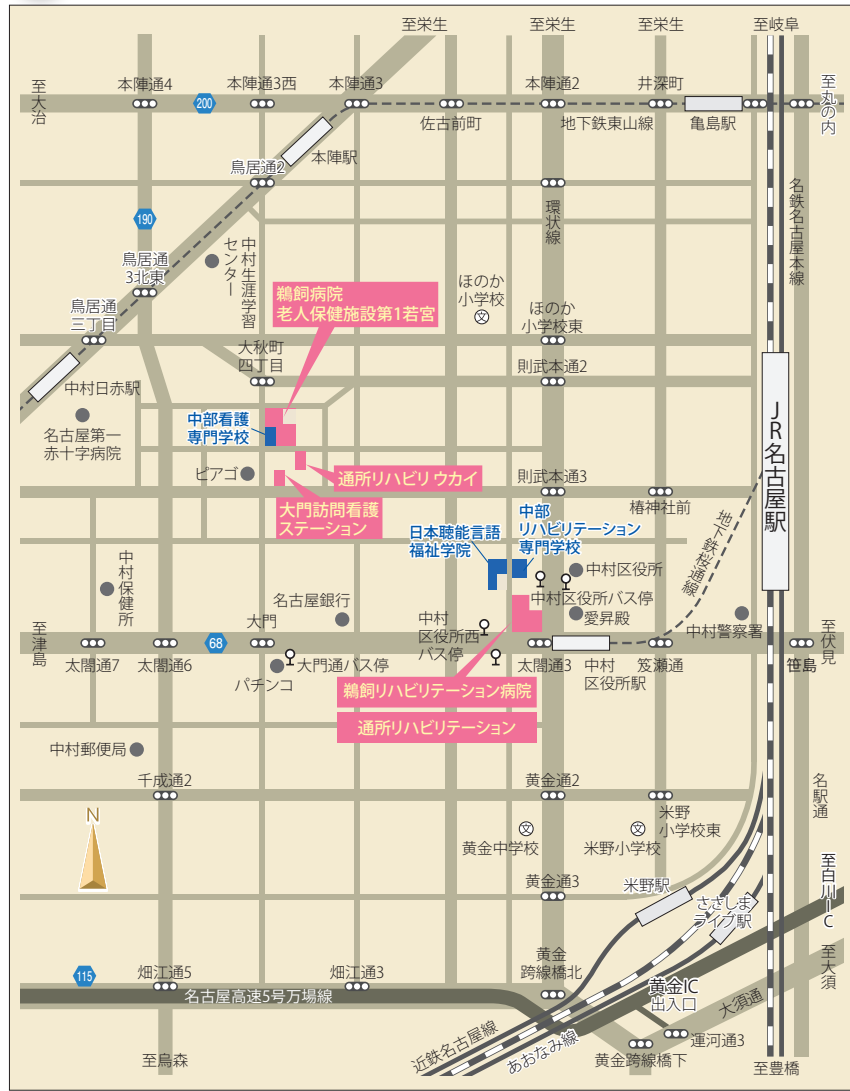 至栄生
至栄生
至栄生
至岐阜
至大治
本陣通4
本陣通3西
本陣通3
本陣通2
井深町
至丸の内
200
佐古前町
地下鉄東山線
亀島駅
本陣駅
鳥居通2
名鉄名古屋本線
環状線
190
中村生涯学習
センター
鳥居通
3北東
ほのか
小学校
文
鵜飼病院
老人保健施設第1若宮
鳥居通
三丁目
ほのか
小学校東
大秋町
四丁目
則武本通2
中村日赤駅
JR名古屋駅
中部看護
専門学校
名古屋第一
赤十字病院
ピアゴ
通所リハビリ ウカイ
則武本通3
椿神社前
大門訪問看護
ステーション
地下鉄桜通線
日本聴能言語
福祉学院
中部
リハビリテーション
専門学校
中村保健所
中村区役所
名古屋銀行
中村区役所バス停
愛昇殿
中村
区役所西
バス停
中村警察署
至津島
68
大門
至伏見
太閤通7
太閤通6
大門通バス停
太閤通3
中村
区役所駅
笈瀬通
笹島
パチンコ
鵜飼リハビリテーション病院
通所リハビリテーション
中村郵便局
千成通2
黄金通2
名駅通
米野
小学校東
N
文
文
黄金中学校
米野小学校
至白川IC
黄金通3
米野駅
ささしま
ライブ駅
115
畑江通5
畑江通3
黄金
跨線橋北
至大須
黄金IC
出入口
名古屋高速5号万場線
大須通
近鉄名古屋線
あおなみ線
運河通3
至烏森
黄金跨線橋下
至豊橋